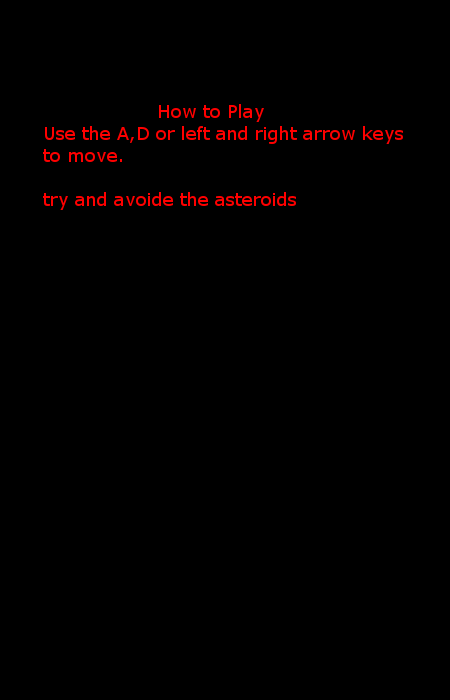 How to Play
Use the A,D or left and right arrow keys
to move.
try and avoide the asteroids